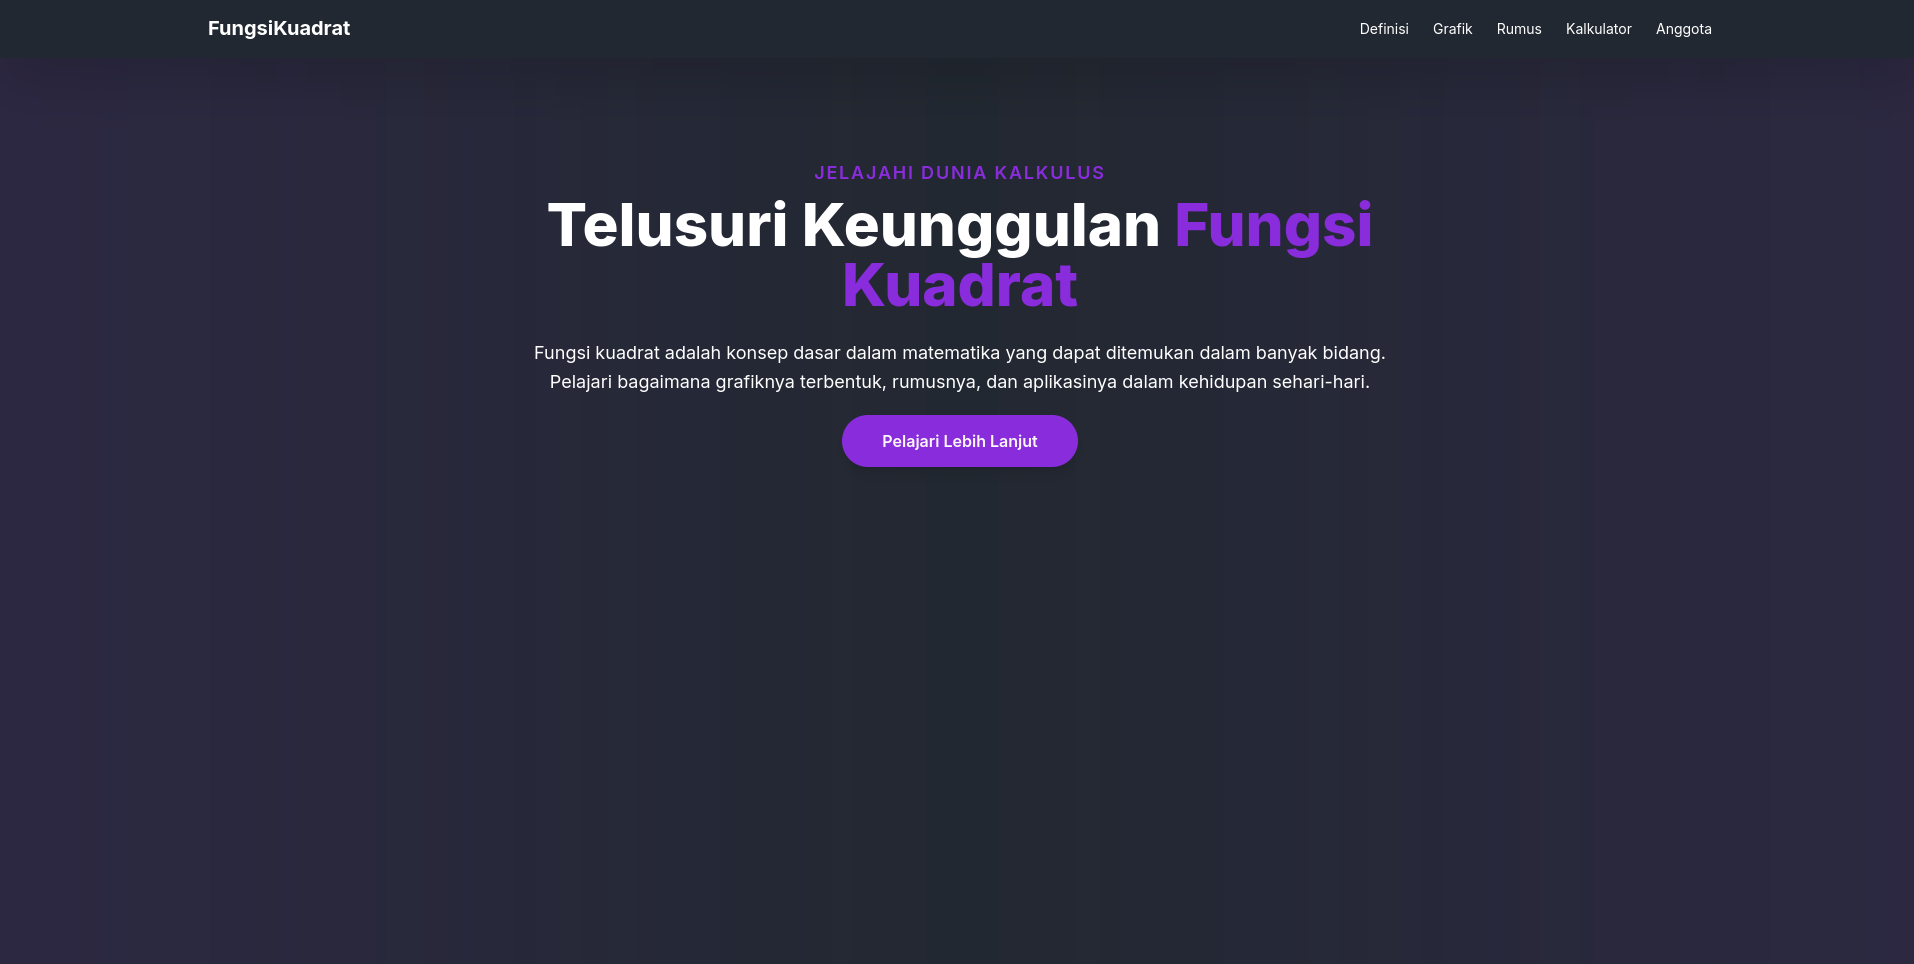 FungsiKuadrat
Definisi Grafik Rumus Kalkulator Anggota
JELAJAHI DUNIA KALKULUS
Telusuri Keunggulan Fungsi
Kuadrat
Fungsi kuadrat adalah konsep dasar dalam matematika yang dapat ditemukan dalam banyak bidang.
Pelajari bagaimana grafiknya terbentuk, rumusnya, dan aplikasinya dalam kehidupan sehari-hari.
Pelajari Lebih Lanjut